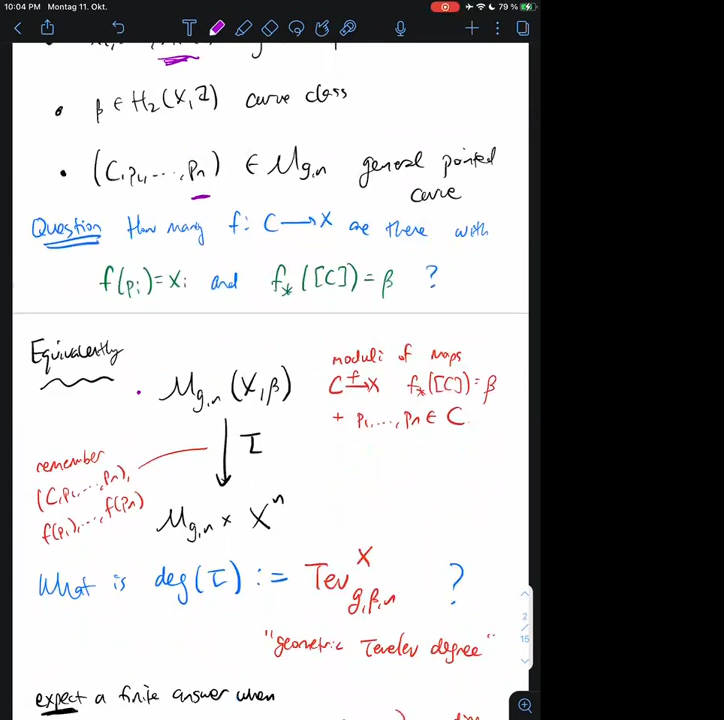 10:04 PM Montag 11. Okt.
79 %
• β ∈ H₂(X,ℤ) curve class
• (C,p₁,...,pₙ) ∈ M_{g,n} general pointed
curve
Question How many f: C → X are there with
f(pᵢ)=xᵢ and f_*([C])=β ?
Equivalently
moduli of maps
M_{g,n}(X,β) C →^f X f_*([C])=β
+ p₁,...,pₙ ∈ C.
τ
remember
(C,p₁,...,pₙ),
f(p₁),...,f(pₙ)
M_{g,n} × Xⁿ
What is deg(τ) := Tev^X_{g,β,n} ?
"geometric Tevelev degree"
2
/
15
expect a finite answer when